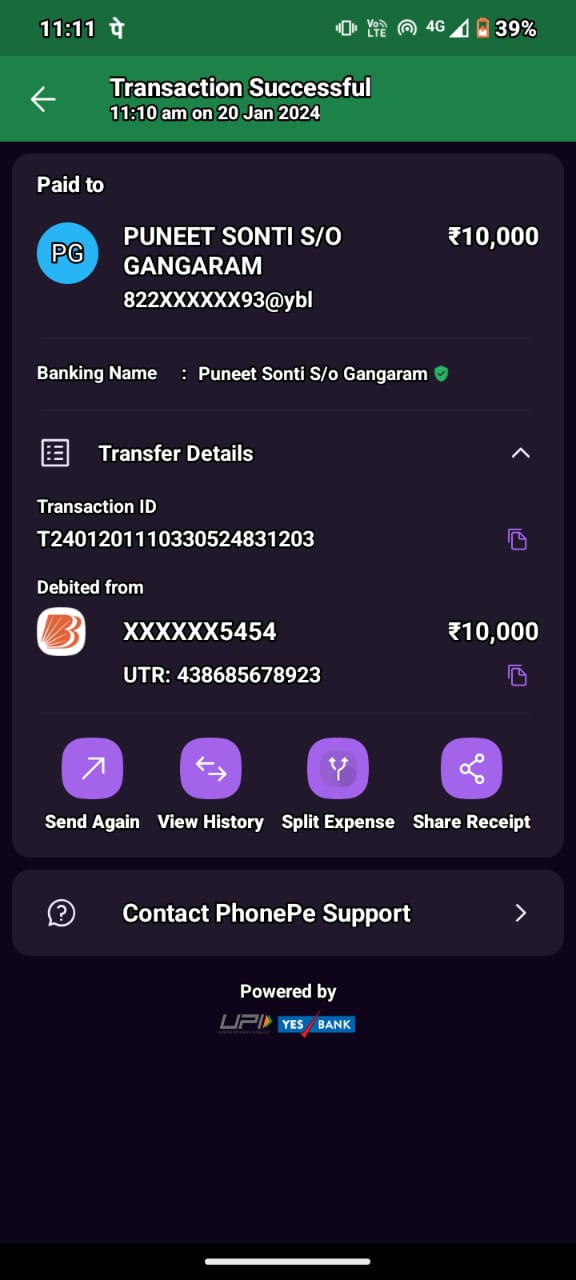 11:11 पे VoLTE 4G 39%
Transaction Successful
11:10 am on 20 Jan 2024
Paid to
PG PUNEET SONTI S/O ₹10,000
GANGARAM
822XXXXXX93@ybl
Banking Name : Puneet Sonti S/o Gangaram
Transfer Details
Transaction ID
T2401201110330524831203
Debited from
XXXXXX5454 ₹10,000
UTR: 438685678923
Send Again View History Split Expense Share Receipt
Contact PhonePe Support
Powered by
UPI YES BANK